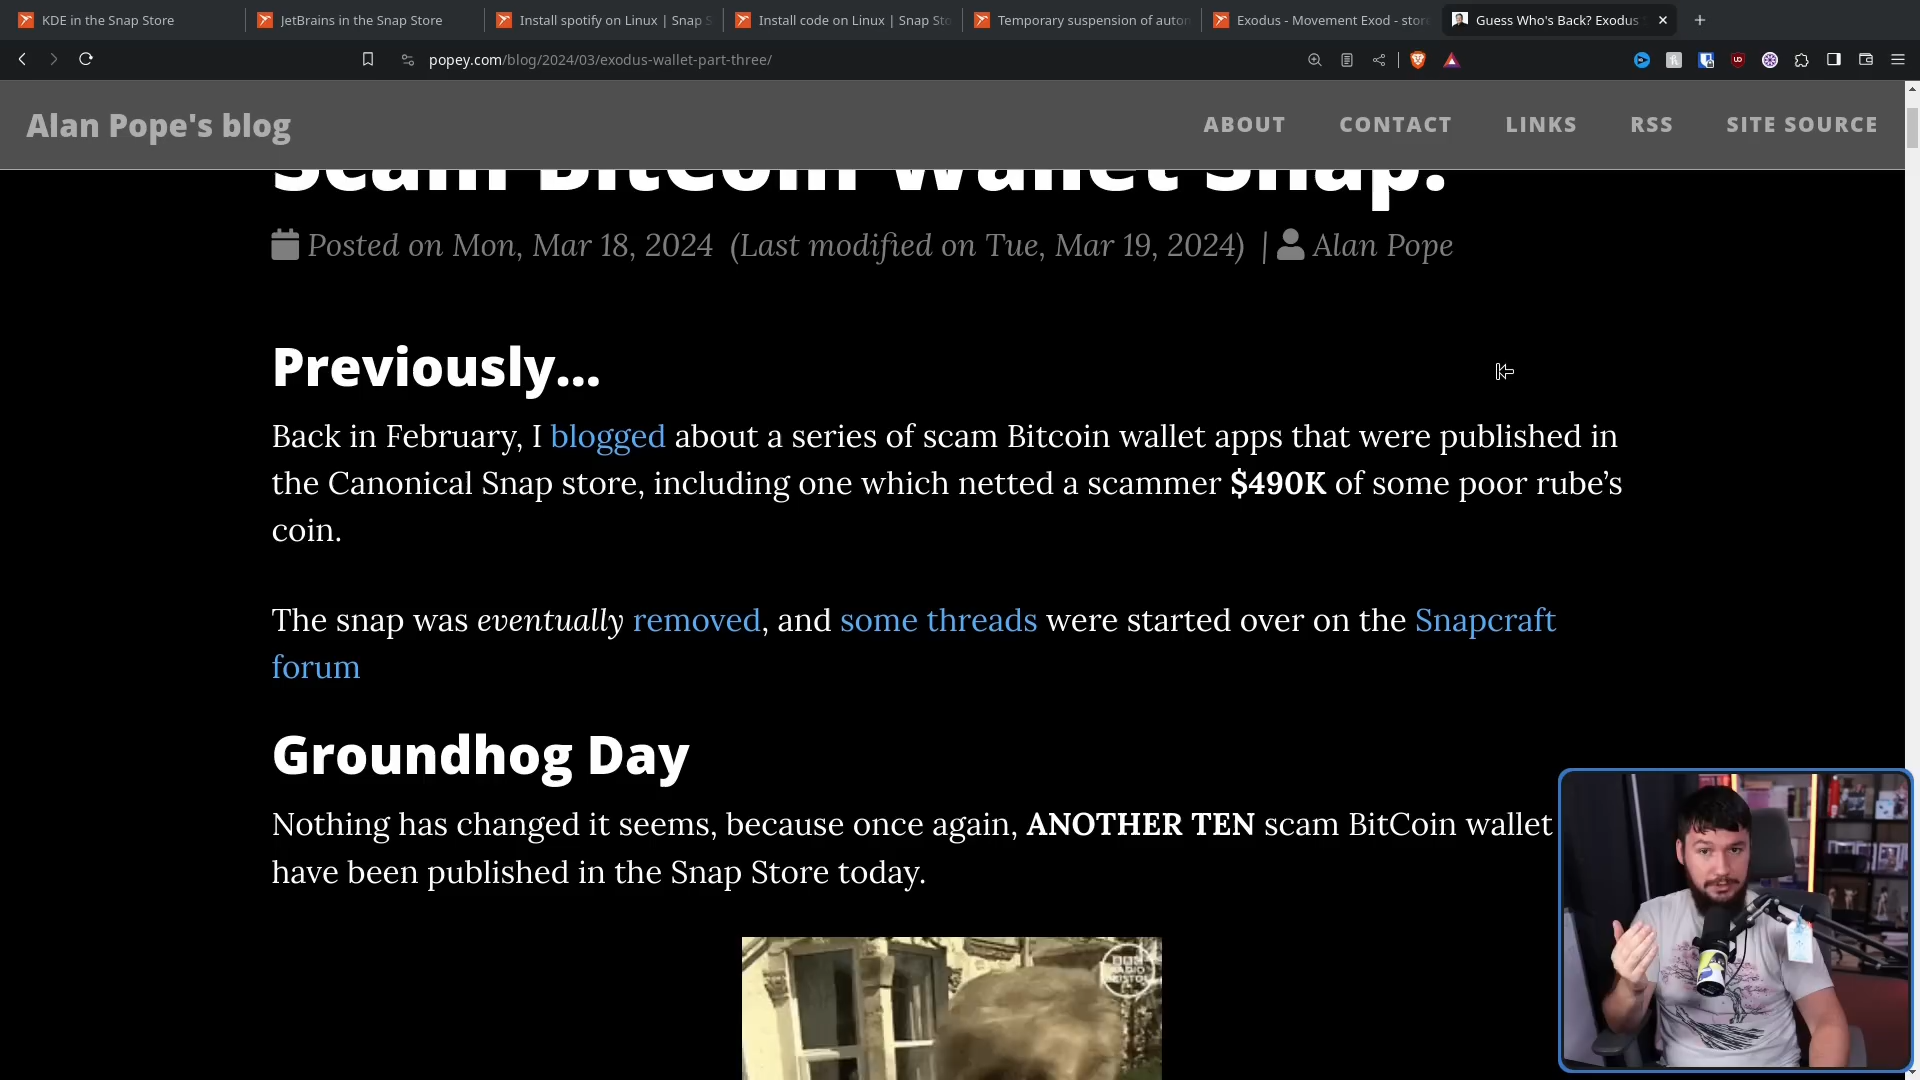 KDE in the Snap Store
JetBrains in the Snap Store
Install spotify on Linux | Snap S
Install code on Linux | Snap Sto
Temporary suspension of autom
Exodus - Movement Exod - stor
Guess Who's Back? Exodus
popey.com/blog/2024/03/exodus-wallet-part-three/
Alan Pope's blog
ABOUT
CONTACT
LINKS
RSS
SITE SOURCE
Scam BitCoin Wallet Snap!
Posted on Mon, Mar 18, 2024 (Last modified on Tue, Mar 19, 2024) | Alan Pope
Previously...
Back in February, I blogged about a series of scam Bitcoin wallet apps that were published in
the Canonical Snap store, including one which netted a scammer $490K of some poor rube’s
coin.
The snap was eventually removed, and some threads were started over on the Snapcraft
forum
Groundhog Day
Nothing has changed it seems, because once again, ANOTHER TEN scam BitCoin wallet
have been published in the Snap Store today.
BBC
RADIO
BRISTOL